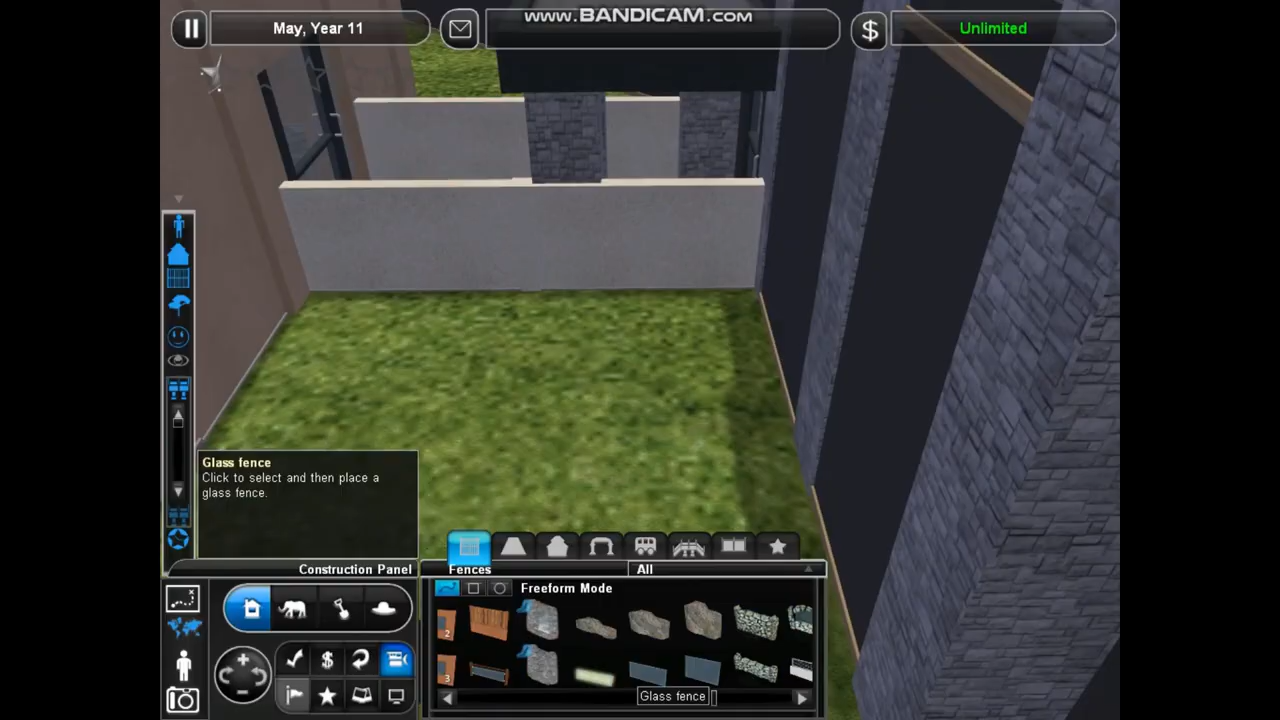 www.BANDICAM.com
May, Year 11
$
Unlimited
Glass fence
Click to select and then place a
glass fence.
Construction Panel
Fences
All
Freeform Mode
2
3
$
Glass fence